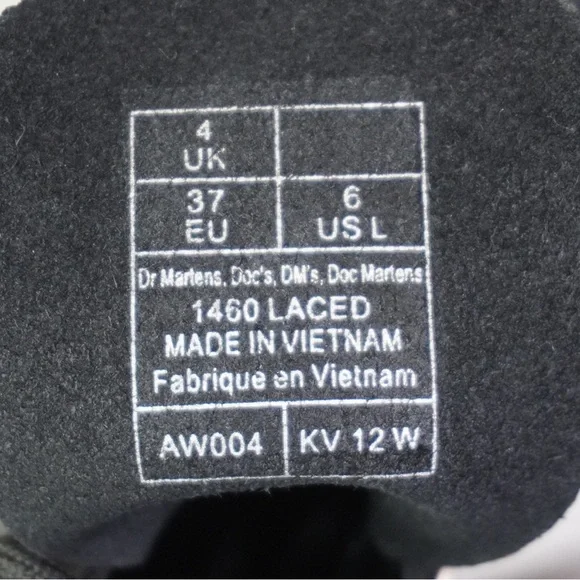 4
UK
37
EU
6
US L
Dr Martens, Doc's, DM's, Doc Martens
1460 LACED
MADE IN VIETNAM
Fabrique en Vietnam
AW004
KV 12 W